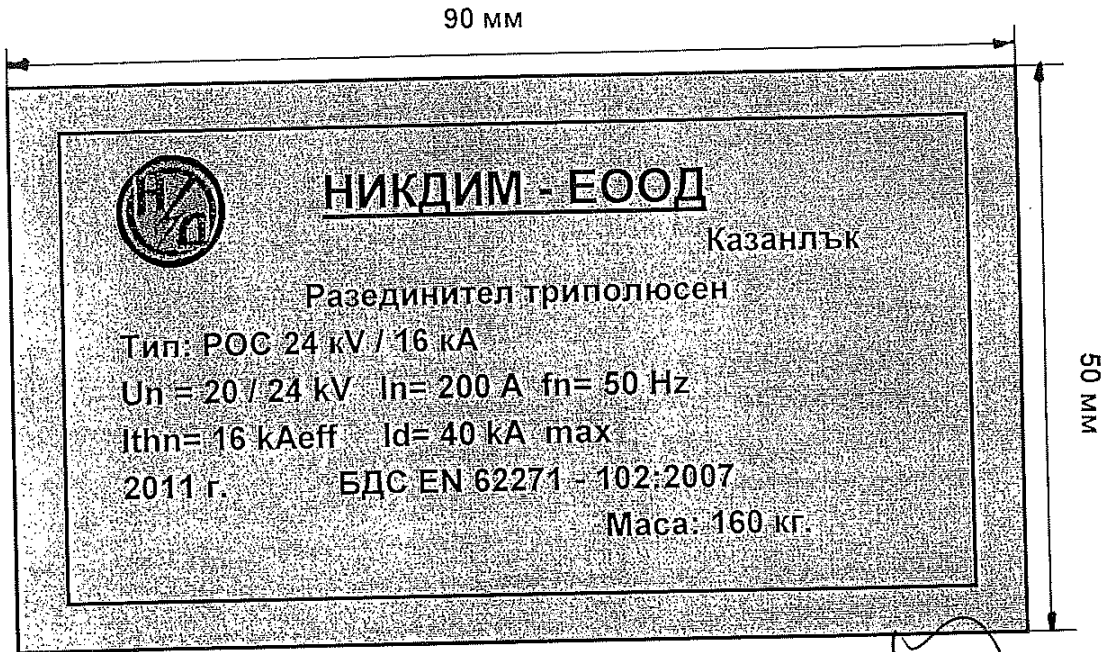 90 мм
НИКДИМ - ЕООД
Казанлък
Разединител триполюсен
Тип: РОС 24 кV / 16 кА
Un = 20 / 24 kV In= 200 A fn= 50 Hz
Ithn= 16 kAeff Id= 40 kA max
2011 г. БДС EN 62271 - 102:2007
Маса: 160 кг.
50 мм